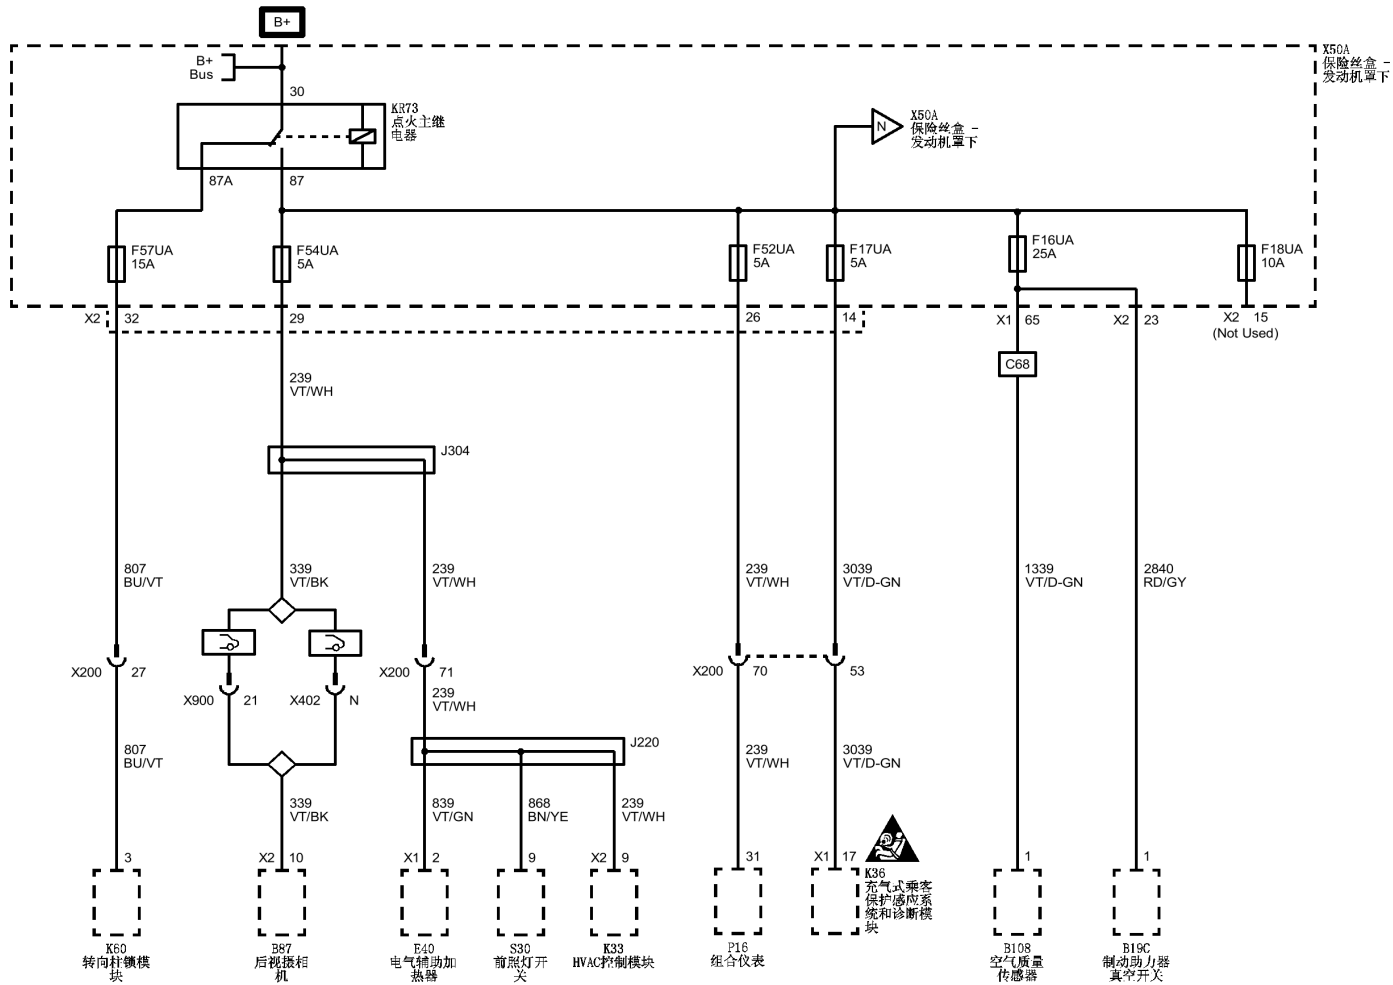 B+
B+
Bus
30
KR73
点火主继
电器
87A
87
X50A
保险丝盒 -
发动机罩下
N
X50A
保险丝盒 -
发动机罩下
F57UA
15A
F54UA
5A
F52UA
5A
F17UA
5A
F16UA
25A
F18UA
10A
X2
32
29
26
14
X1
65
X2
23
X2
15
(Not Used)
C68
239
VT/WH
J304
807
BU/VT
339
VT/BK
239
VT/WH
239
VT/WH
3039
VT/D-GN
1339
VT/D-GN
2840
RD/GY
X200
27
X900
21
X402
N
X200
71
X200
70
53
239
VT/WH
J220
807
BU/VT
239
VT/WH
3039
VT/D-GN
339
VT/BK
839
VT/GN
868
BN/YE
239
VT/WH
3
X2
10
X1
2
9
X2
9
31
X1
17
1
1
K60
转向柱锁模
块
B87
后视摄相
机
E40
电气辅助加
热器
S30
前照灯开
关
K33
HVAC控制模块
P16
组合仪表
K36
充气式乘客
保护感应系
统和诊断模
块
B108
空气质量
传感器
B19C
制动助力器
真空开关